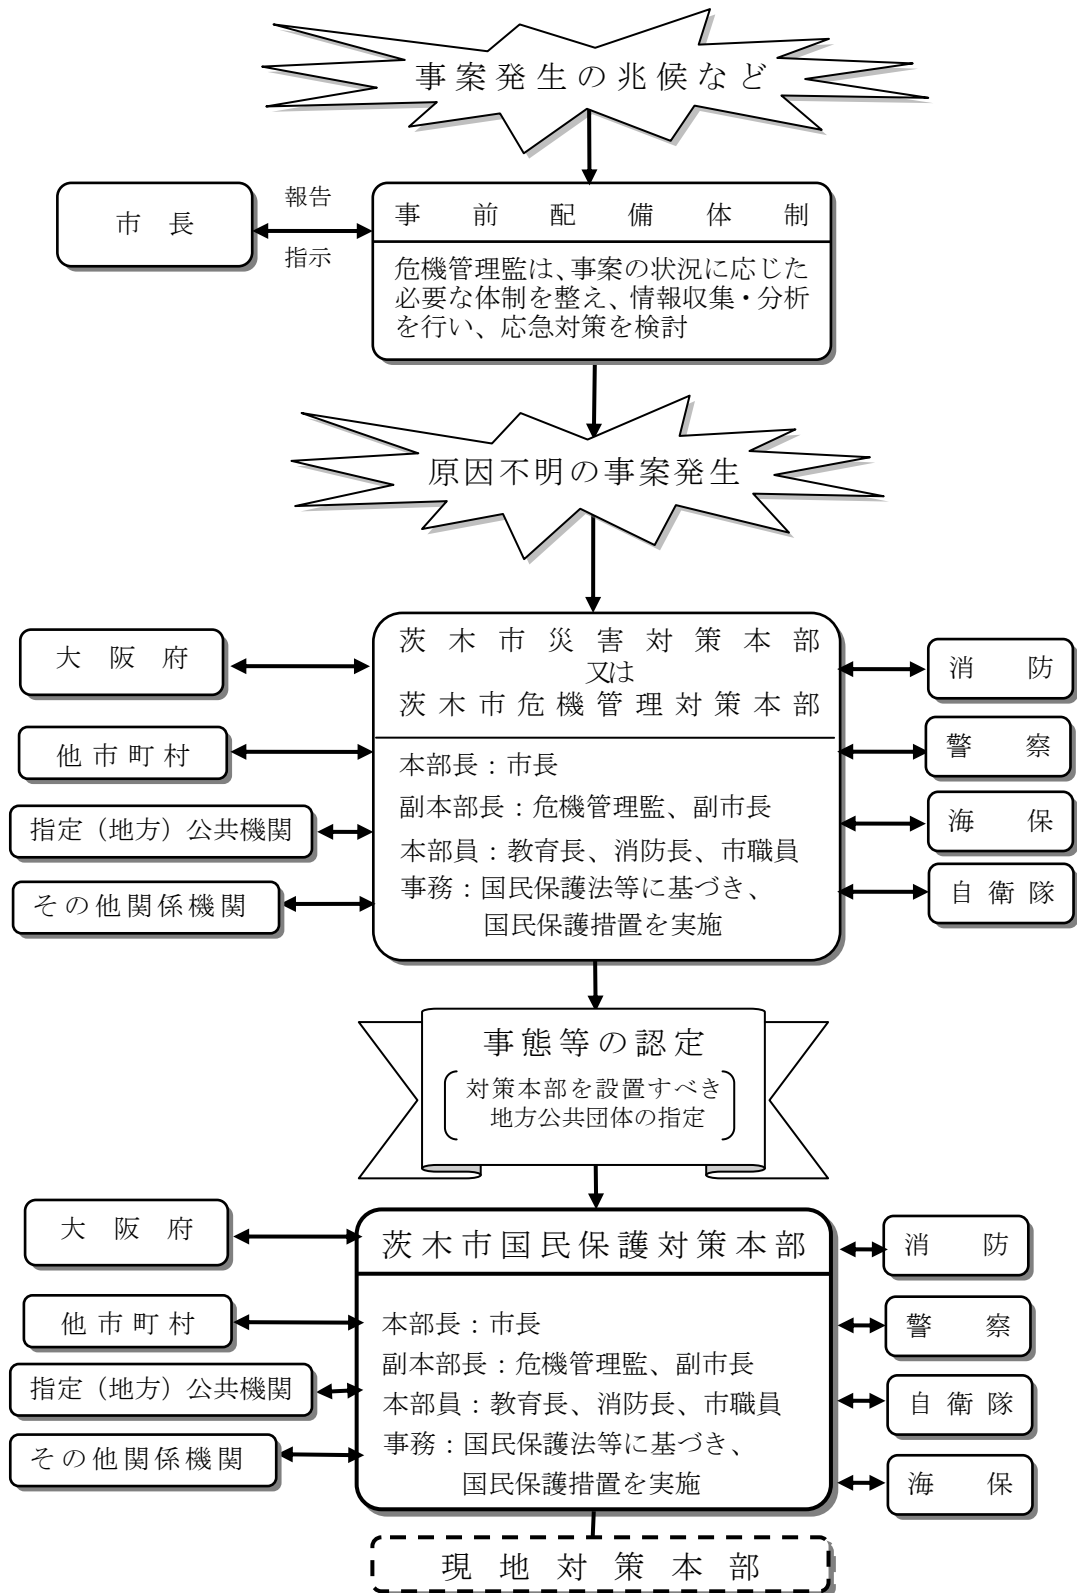 事案発生の兆候など
市長
報告
指示
事前配備体制
危機管理監は、事案の状況に応じた
必要な体制を整え、情報収集・分析
を行い、応急対策を検討
原因不明の事案発生
大阪府
他市町村
指定（地方）公共機関
その他関係機関
茨木市災害対策本部
又は
茨木市危機管理対策本部
本部長：市長
副本部長：危機管理監、副市長
本部員：教育長、消防長、市職員
事務：国民保護法等に基づき、
国民保護措置を実施
消防
警察
海保
自衛隊
事態等の認定
対策本部を設置すべき
地方公共団体の指定
大阪府
他市町村
指定（地方）公共機関
その他関係機関
茨木市国民保護対策本部
本部長：市長
副本部長：危機管理監、副市長
本部員：教育長、消防長、市職員
事務：国民保護法等に基づき、
国民保護措置を実施
消防
警察
自衛隊
海保
現地対策本部